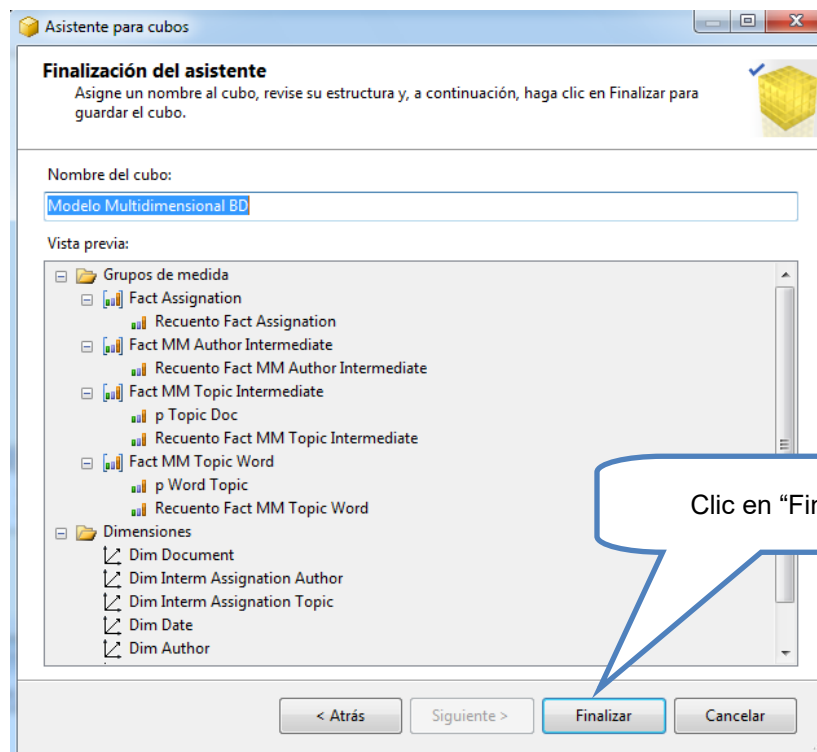 Asistente para cubos
Finalización del asistente
Asigne un nombre al cubo, revise su estructura y, a continuación, haga clic en Finalizar para
guardar el cubo.
Nombre del cubo:
Modelo Multidimensional BD
Vista previa:
Grupos de medida
Fact Assignation
Recuento Fact Assignation
Fact MM Author Intermediate
Recuento Fact MM Author Intermediate
Fact MM Topic Intermediate
p Topic Doc
Recuento Fact MM Topic Intermediate
Fact MM Topic Word
p Word Topic
Recuento Fact MM Topic Word
Dimensiones
Dim Document
Dim Interm Assignation Author
Dim Interm Assignation Topic
Dim Date
Dim Author
Clic en “Fin
< Atrás
Siguiente >
Finalizar
Cancelar